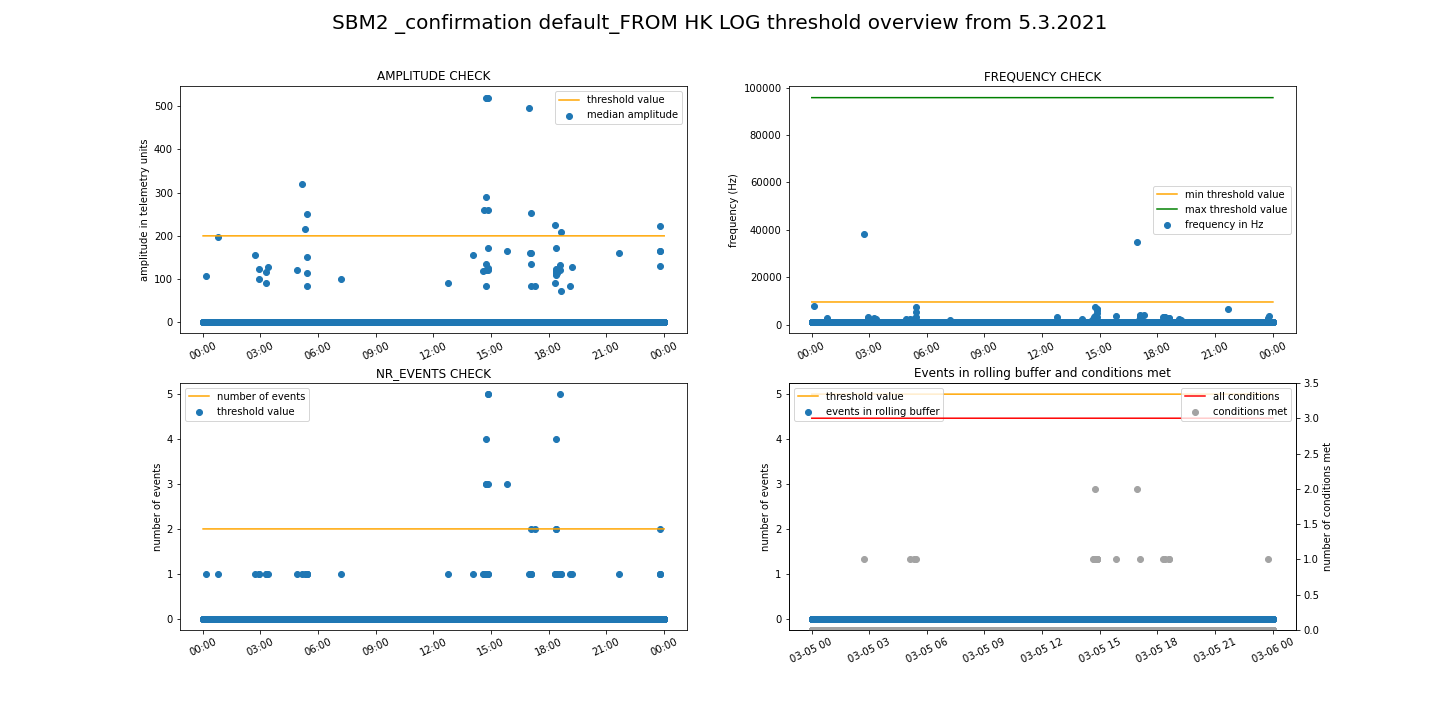 SBM2 _confirmation default_FROM HK LOG threshold overview from 5.3.2021
AMPLITUDE CHECK
amplitude in telemetry units
500
400
300
200
100
0
threshold value
median amplitude
00:00 03:00 06:00 09:00 12:00 15:00 18:00 21:00 00:00
FREQUENCY CHECK
frequency (Hz)
100000
80000
60000
40000
20000
0
min threshold value
max threshold value
frequency in Hz
00:00 03:00 06:00 09:00 12:00 15:00 18:00 21:00 00:00
NR_EVENTS CHECK
number of events
5
4
3
2
1
0
number of events
threshold value
00:00 03:00 06:00 09:00 12:00 15:00 18:00 21:00 00:00
Events in rolling buffer and conditions met
number of events
5
4
3
2
1
0
threshold value
events in rolling buffer
all conditions
conditions met
3.5
3.0
2.5
2.0
1.5
1.0
0.5
0.0
number of conditions met
03-05 00 03-05 03 03-05 06 03-05 09 03-05 12 03-05 15 03-05 18 03-05 21 03-06 00